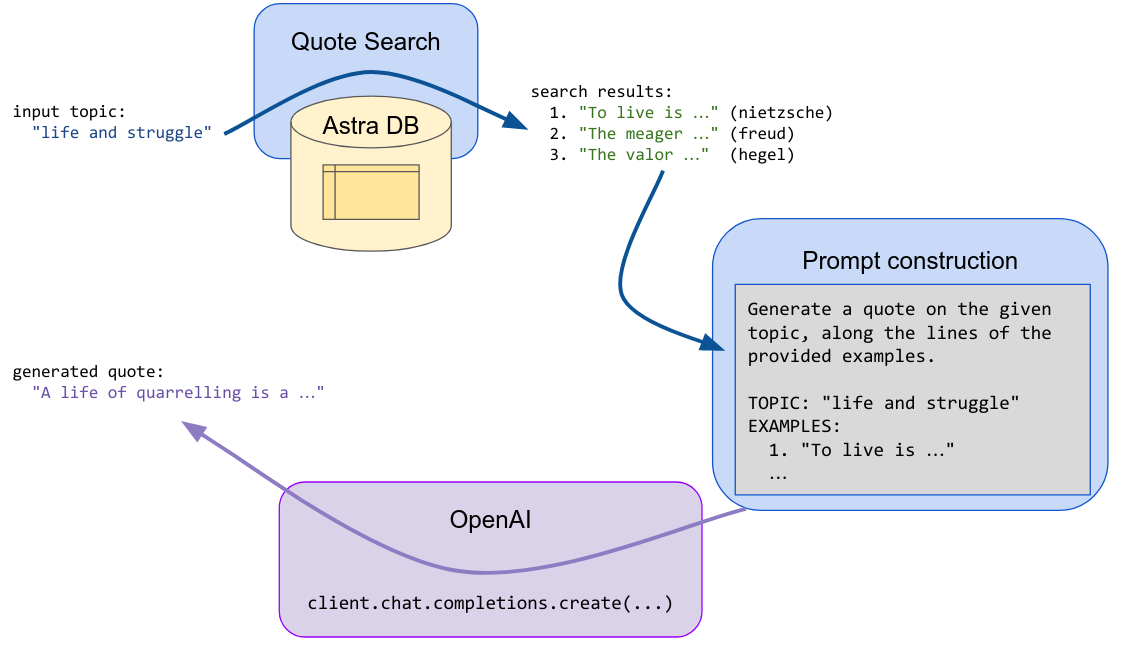 Quote Search
Astra DB
input topic:
"life and struggle"
search results:
1. "To live is …" (nietzsche)
2. "The meager …" (freud)
3. "The valor …" (hegel)
Prompt construction
Generate a quote on the given
topic, along the lines of the
provided examples.
TOPIC: "life and struggle"
EXAMPLES:
1. "To live is …"
…
generated quote:
"A life of quarrelling is a …"
OpenAI
client.chat.completions.create(...)